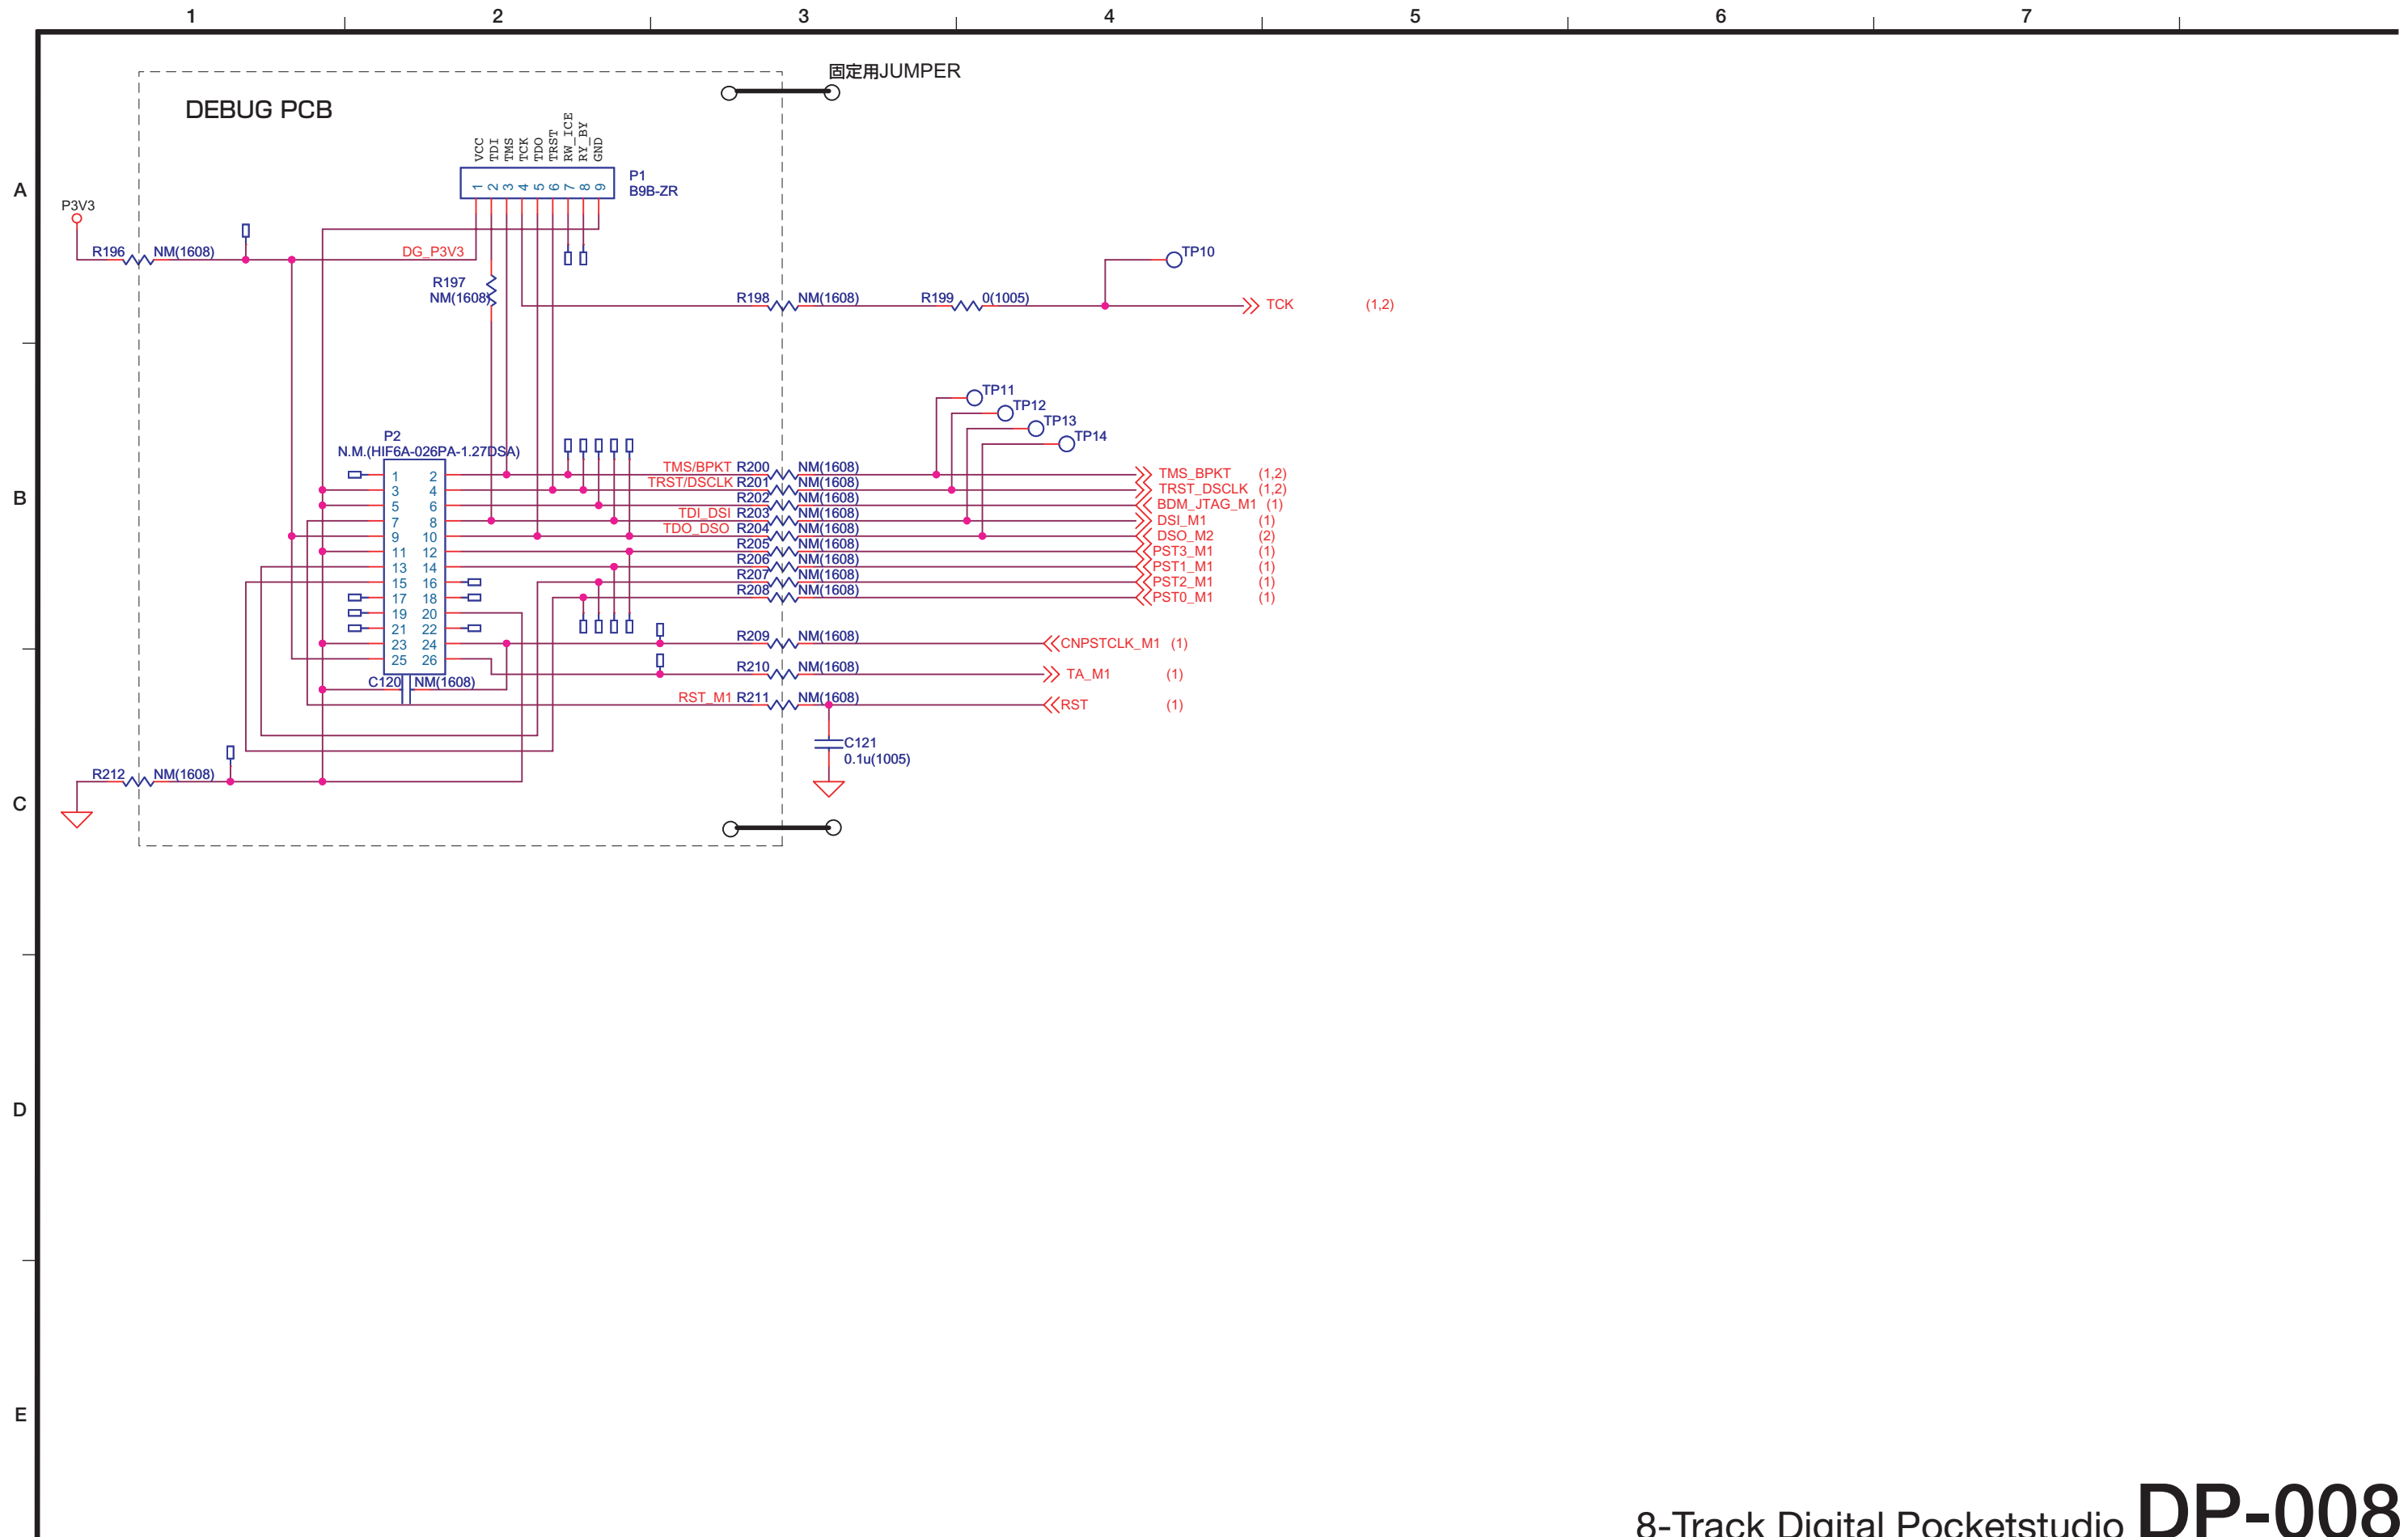 1 2 3 4 5 6 7
固定用JUMPER
DEBUG PCB
VCC
TDI
TMS
TCK
TDO
TRST
RW_ICE
RY_BY
GND
A
1 2 3 4 5 6 7 8 9
P1
B9B-ZR
P3V3
R196 NM(1608)
DG_P3V3
TP10
R197
NM(1608)
R198 NM(1608)
R199 0(1005)
TCK (1,2)
TP11
TP12
TP13
TP14
P2
N.M.(HIF6A-026PA-1.27DSA)
B
1 2 TMS/BPKT R200 NM(1608) TMS_BPKT (1,2)
3 4 TRST/DSCLK R201 NM(1608) TRST_DSCLK (1,2)
5 6 R202 NM(1608) BDM_JTAG_M1 (1)
7 8 TDI_DSI R203 NM(1608) DSI_M1 (1)
9 10 TDO_DSO R204 NM(1608) DSO_M2 (2)
11 12 R205 NM(1608) PST3_M1 (1)
13 14 R206 NM(1608) PST1_M1 (1)
15 16 R207 NM(1608) PST2_M1 (1)
17 18 R208 NM(1608) PST0_M1 (1)
19 20
21 22
23 24 R209 NM(1608) CNPSTCLK_M1 (1)
25 26
R210 NM(1608) TA_M1 (1)
C120 NM(1608)
RST_M1 R211 NM(1608) RST (1)
C121
0.1u(1005)
R212 NM(1608)
C
D
E
8-Track Digital Pocketstudio DP-008